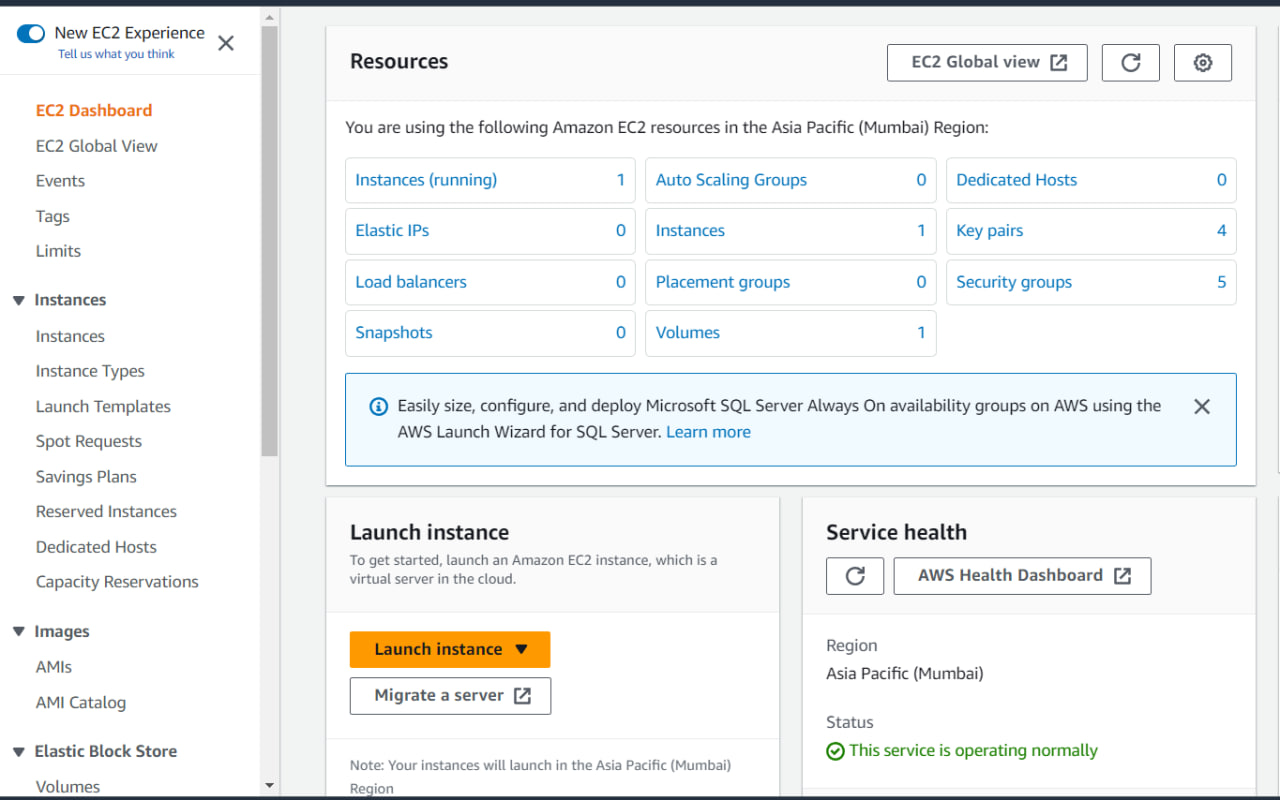 New EC2 Experience
Tell us what you think
EC2 Dashboard
EC2 Global View
Events
Tags
Limits
Instances
Instances
Instance Types
Launch Templates
Spot Requests
Savings Plans
Reserved Instances
Dedicated Hosts
Capacity Reservations
Images
AMIs
AMI Catalog
Elastic Block Store
Volumes
Resources
EC2 Global view
You are using the following Amazon EC2 resources in the Asia Pacific (Mumbai) Region:
Instances (running) 1
Auto Scaling Groups 0
Dedicated Hosts 0
Elastic IPs 0
Instances 1
Key pairs 4
Load balancers 0
Placement groups 0
Security groups 5
Snapshots 0
Volumes 1
Easily size, configure, and deploy Microsoft SQL Server Always On availability groups on AWS using the
AWS Launch Wizard for SQL Server. Learn more
Launch instance
To get started, launch an Amazon EC2 instance, which is a
virtual server in the cloud.
Launch instance
Migrate a server
Note: Your instances will launch in the Asia Pacific (Mumbai)
Region
Service health
AWS Health Dashboard
Region
Asia Pacific (Mumbai)
Status
This service is operating normally